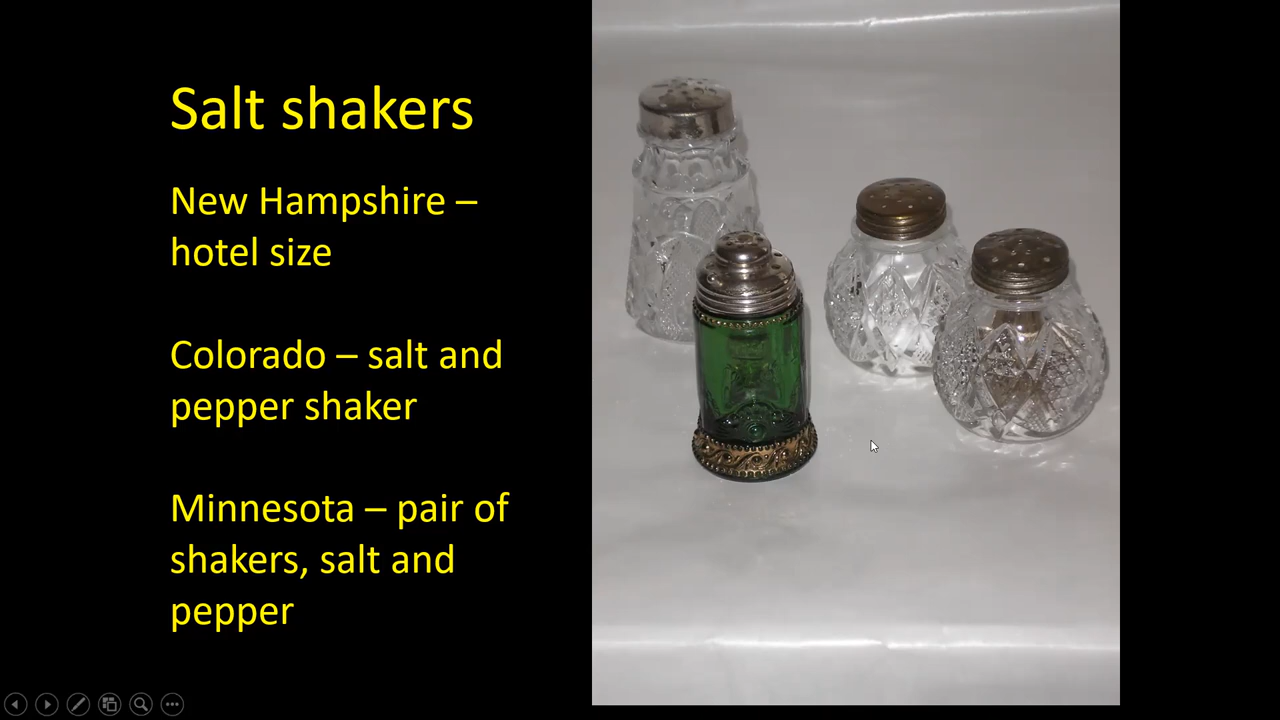 Salt shakers
New Hampshire –
hotel size
Colorado – salt and
pepper shaker
Minnesota – pair of
shakers, salt and
pepper